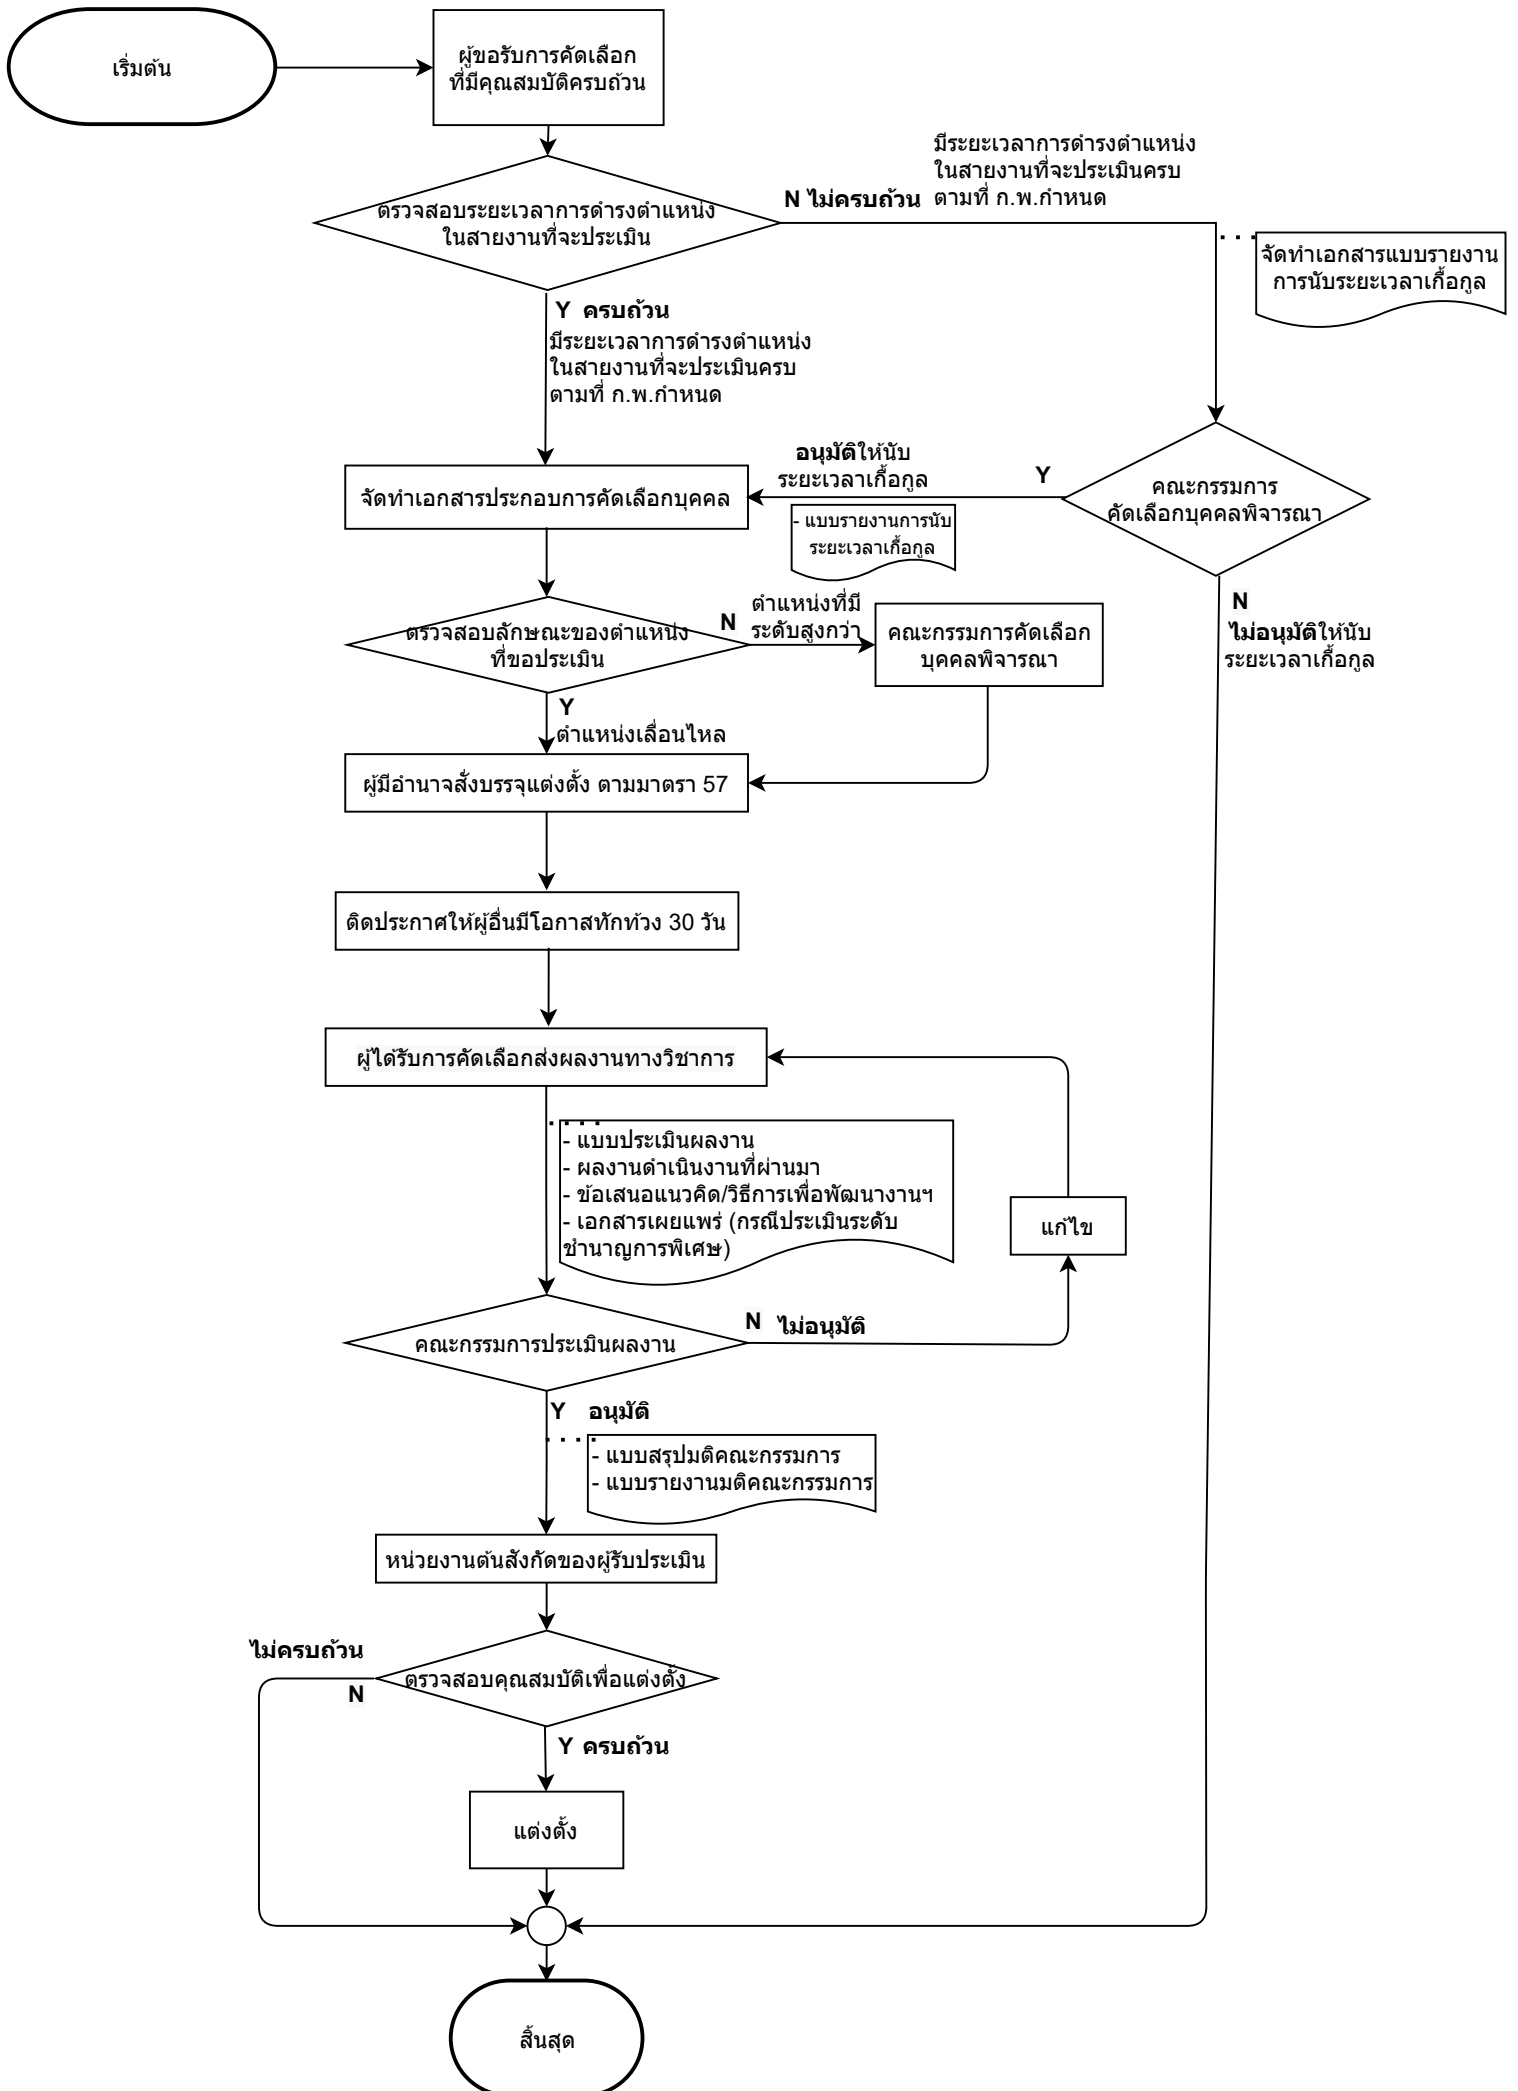 เริ่มต้น
ผู้ขอรับการคัดเลือก
ที่มีคุณสมบัติครบถ้วน
ตรวจสอบระยะเวลาการดำรงตำแหน่ง
ในสายงานที่จะประเมิน
N ไม่ครบถ้วน
มีระยะเวลาการดำรงตำแหน่ง
ในสายงานที่จะประเมินครบ
ตามที่ ก.พ.กำหนด
จัดทำเอกสารแบบรายงาน
การนับระยะเวลาเกื้อกูล
Y ครบถ้วน
มีระยะเวลาการดำรงตำแหน่ง
ในสายงานที่จะประเมินครบ
ตามที่ ก.พ.กำหนด
คณะกรรมการ
คัดเลือกบุคคลพิจารณา
Y
อนุมัติให้นับ
ระยะเวลาเกื้อกูล
- แบบรายงานการนับ
ระยะเวลาเกื้อกูล
จัดทำเอกสารประกอบการคัดเลือกบุคคล
N
ไม่อนุมัติให้นับ
ระยะเวลาเกื้อกูล
ตรวจสอบลักษณะของตำแหน่ง
ที่ขอประเมิน
N
ตำแหน่งที่มี
ระดับสูงกว่า
คณะกรรมการคัดเลือก
บุคคลพิจารณา
Y
ตำแหน่งเลื่อนไหล
ผู้มีอำนาจสั่งบรรจุแต่งตั้ง ตามมาตรา 57
ติดประกาศให้ผู้อื่นมีโอกาสทักท้วง 30 วัน
ผู้ได้รับการคัดเลือกส่งผลงานทางวิชาการ
- แบบประเมินผลงาน
- ผลงานดำเนินงานที่ผ่านมา
- ข้อเสนอแนวคิด/วิธีการเพื่อพัฒนางานฯ
- เอกสารเผยแพร่ (กรณีประเมินระดับ
ชำนาญการพิเศษ)
แก้ไข
คณะกรรมการประเมินผลงาน
N ไม่อนุมัติ
Y อนุมัติ
- แบบสรุปมติคณะกรรมการ
- แบบรายงานมติคณะกรรมการ
หน่วยงานต้นสังกัดของผู้รับประเมิน
ตรวจสอบคุณสมบัติเพื่อแต่งตั้ง
ไม่ครบถ้วน
N
Y ครบถ้วน
แต่งตั้ง
สิ้นสุด